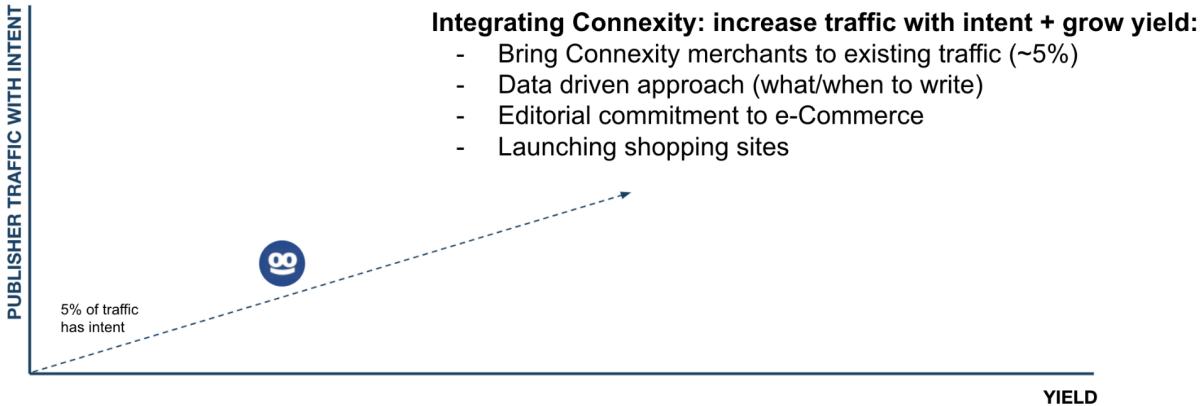 Integrating Connexity: increase traffic with intent + grow yield:
- Bring Connexity merchants to existing traffic (~5%)
- Data driven approach (what/when to write)
- Editorial commitment to e-Commerce
- Launching shopping sites
PUBLISHER TRAFFIC WITH INTENT
5% of traffic
has intent
YIELD